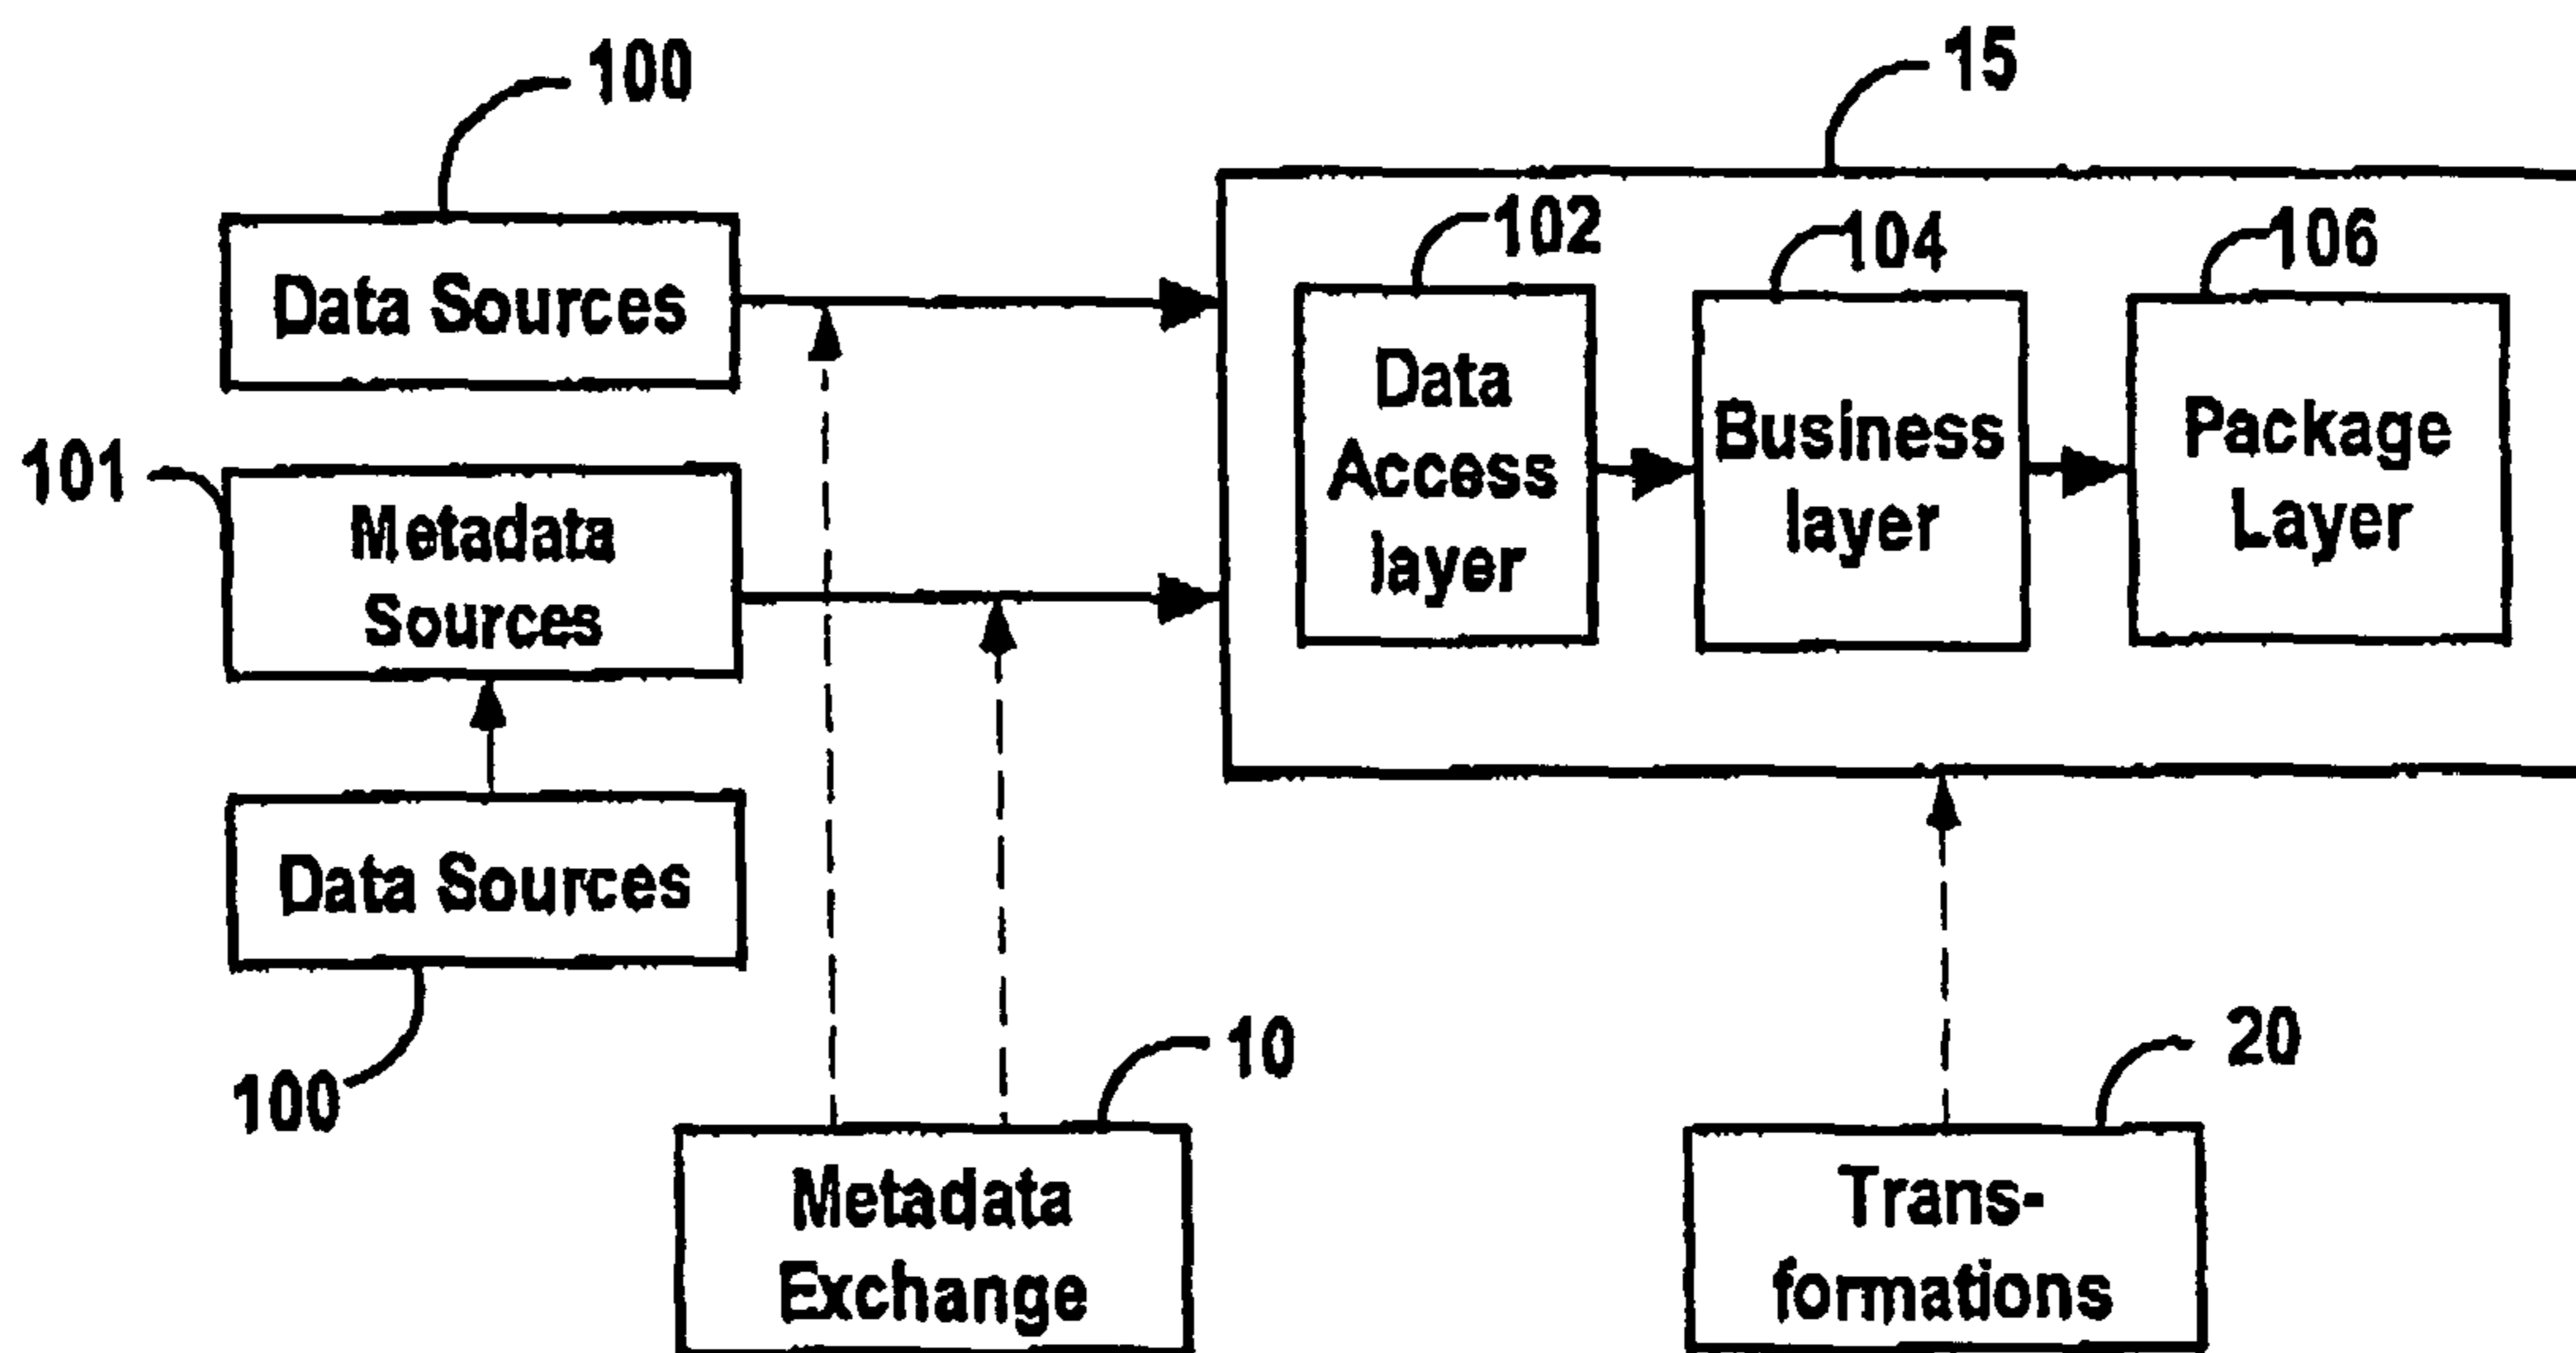 100
15
102
104
106
Data Sources
Data
Access
layer
Business
layer
Package
Layer
101
Metadata
Sources
Data Sources
100
10
20
Metadata
Exchange
Trans-
formations